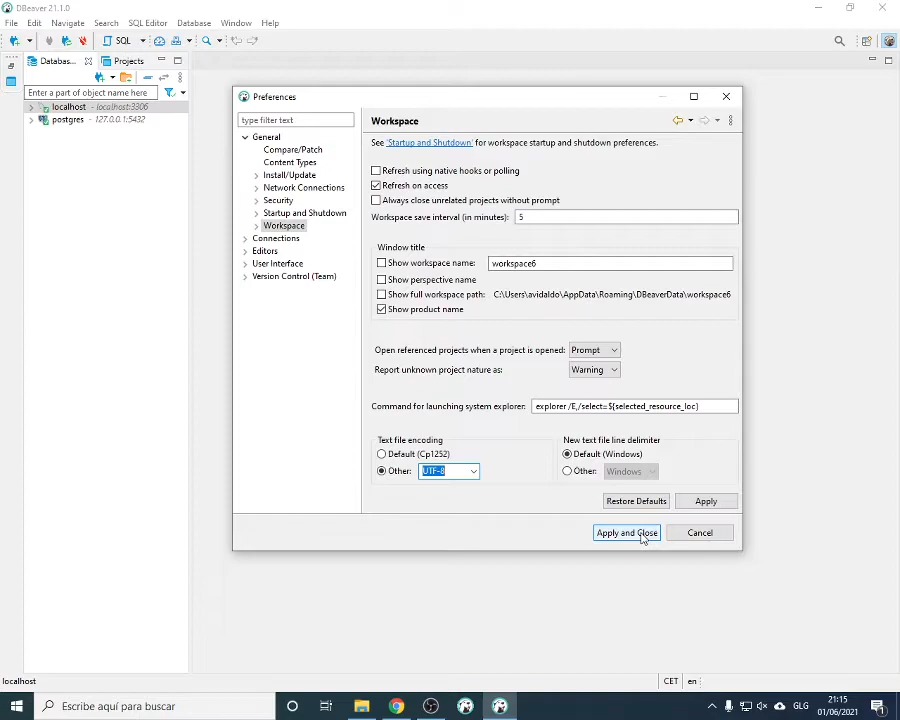 DBeaver 21.1.0
File Edit Navigate Search SQL Editor Database Window Help
SQL
Databas... Projects
Enter a part of object name here
localhost - localhost:3306
postgres - 127.0.0.1:5432
Preferences
type filter text
General
Compare/Patch
Content Types
Install/Update
Network Connections
Security
Startup and Shutdown
Workspace
Connections
Editors
User Interface
Version Control (Team)
Workspace
See 'Startup and Shutdown' for workspace startup and shutdown preferences.
Refresh using native hooks or polling
Refresh on access
Always close unrelated projects without prompt
Workspace save interval (in minutes): 5
Window title
Show workspace name: workspace6
Show perspective name
Show full workspace path: C:\Users\avidaldo\AppData\Roaming\DBeaverData\workspace6
Show product name
Open referenced projects when a project is opened: Prompt
Report unknown project nature as: Warning
Command for launching system explorer: explorer /E,/select=${selected_resource_loc}
Text file encoding
Default (Cp1252)
Other: UTF-8
New text file line delimiter
Default (Windows)
Other: Windows
Restore Defaults Apply
Apply and Close Cancel
localhost CET en
Escribe aquí para buscar
GLG
21:15
01/06/2021
1